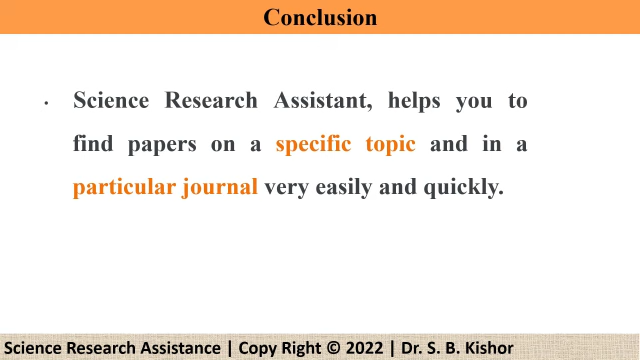 Conclusion
• Science Research Assistant, helps you to
find papers on a specific topic and in a
particular journal very easily and quickly.
Science Research Assistance | Copy Right © 2022 | Dr. S. B. Kishor